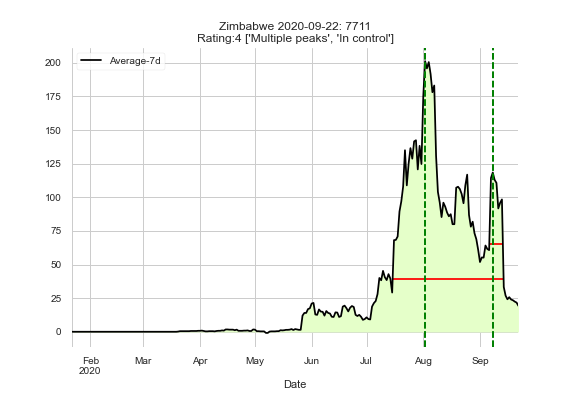 Zimbabwe 2020-09-22: 7711
Rating:4 ['Multiple peaks', 'In control']
Average-7d
200
175
150
125
100
75
50
25
0
Feb
2020
Mar
Apr
May
Jun
Jul
Aug
Sep
Date